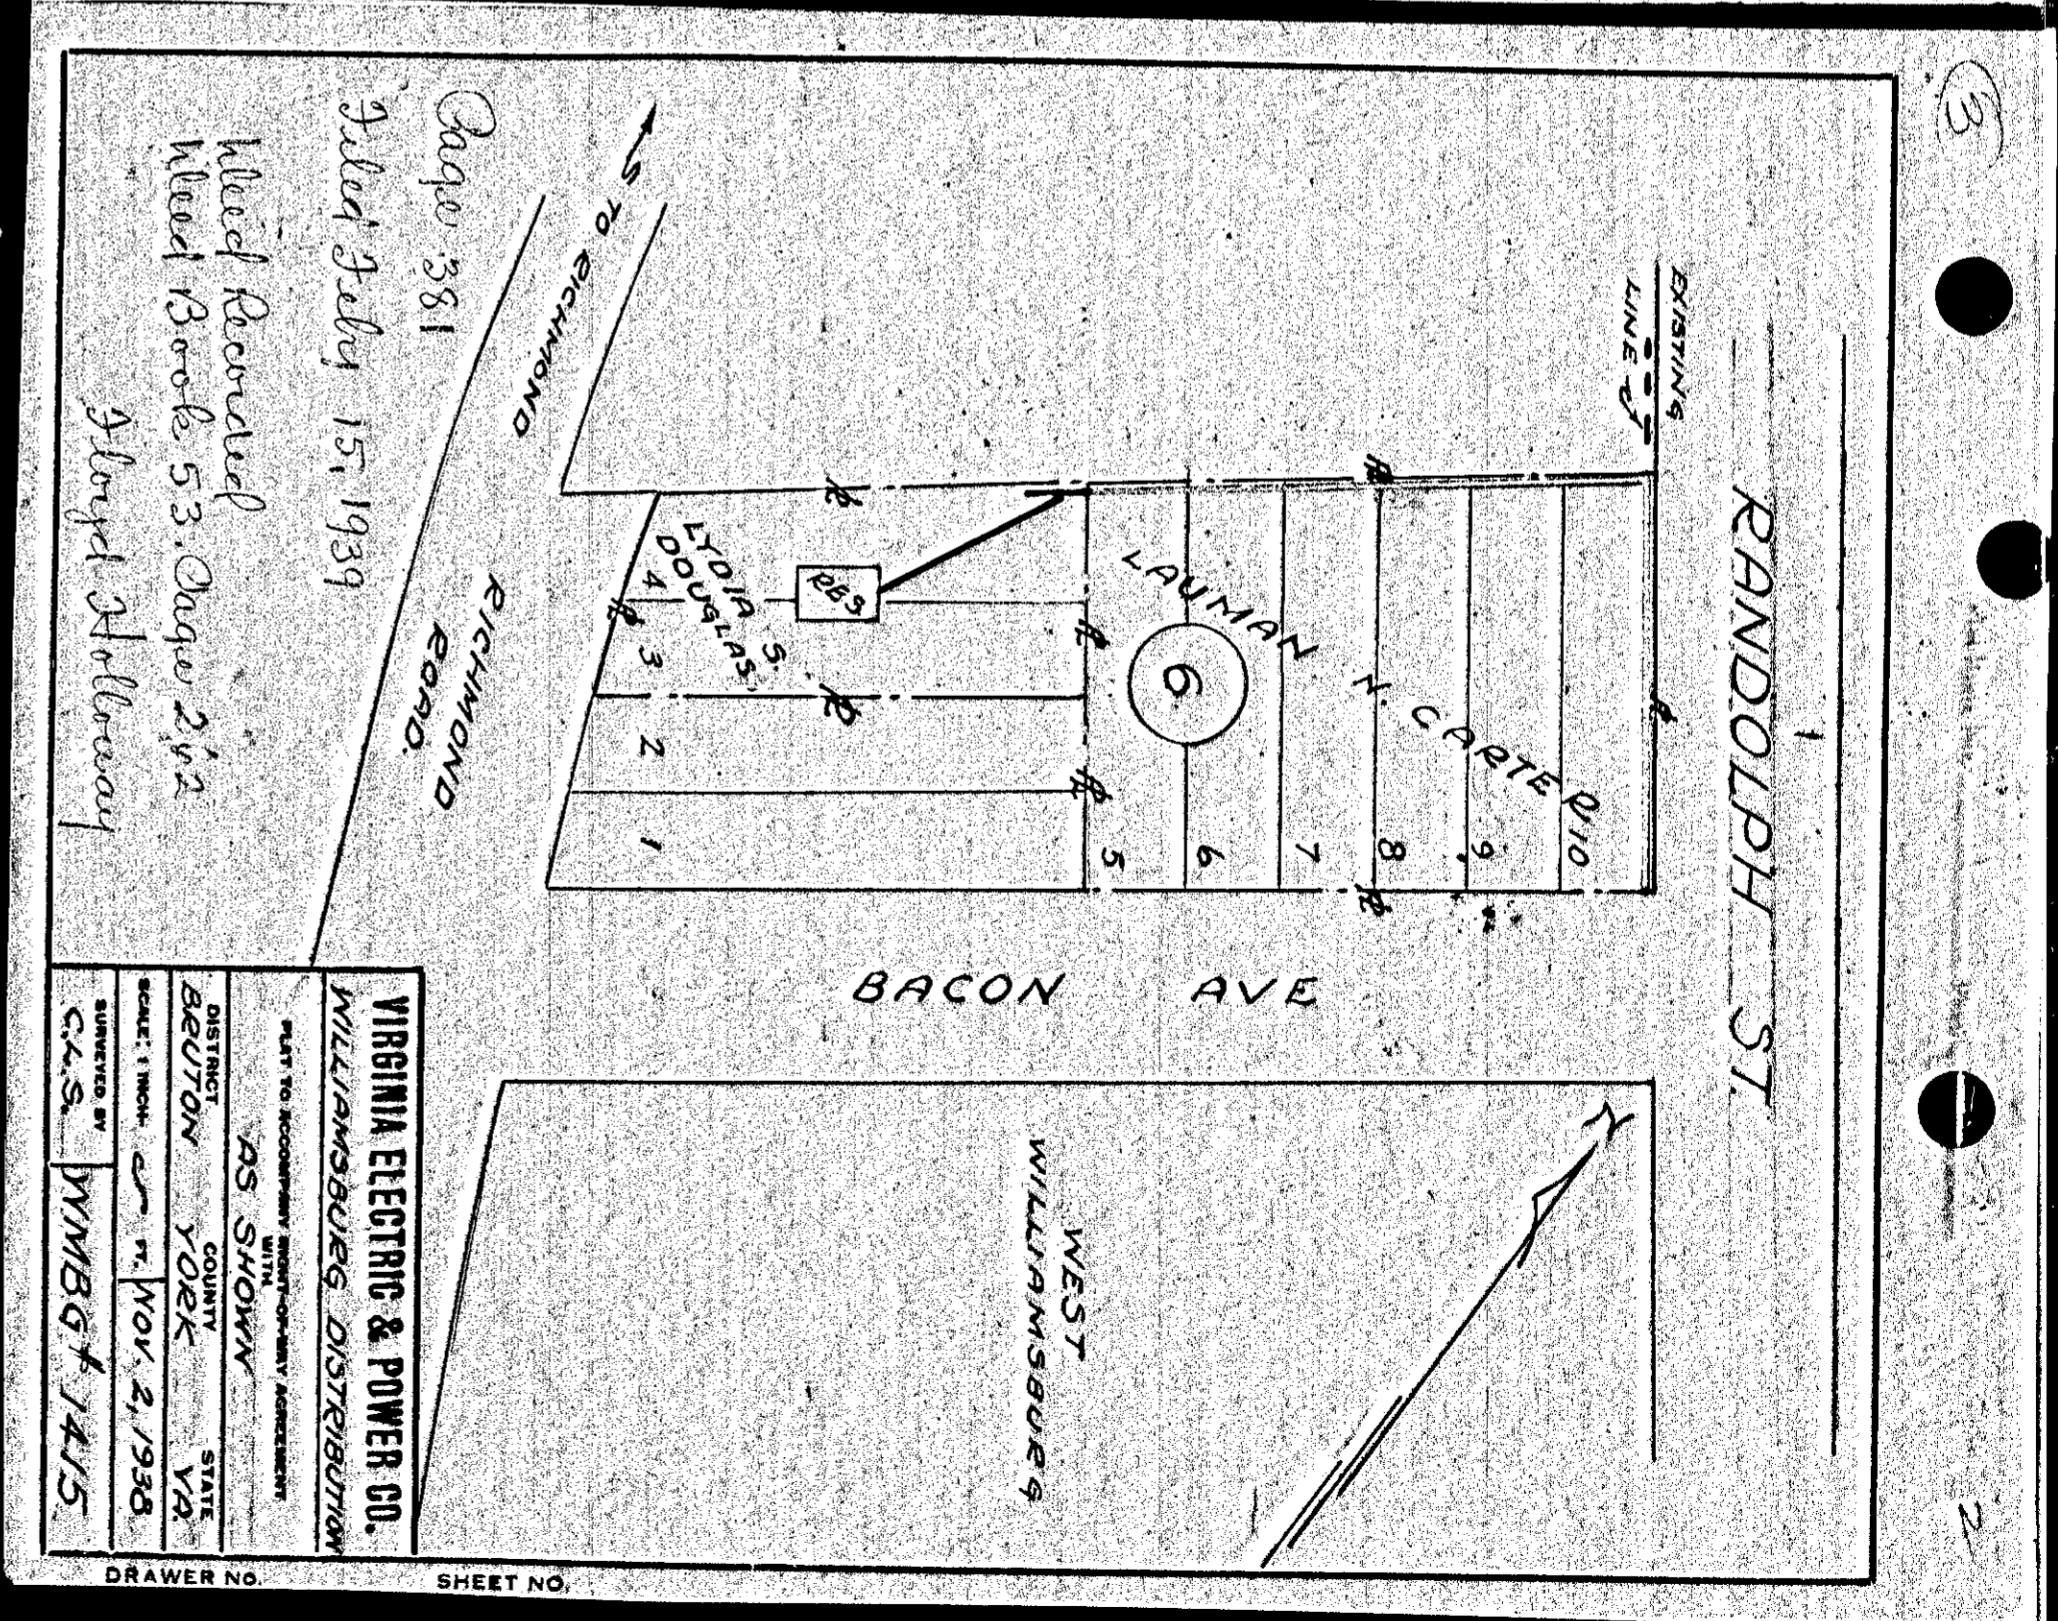 3
2
RANDOLPH ST.
EXISTING
LINE
LAUMAN N. CARTER
10
9
8
7
6
5
6
BACON AVE
WEST
WILLIAMSBURG
LYDIA S.
DOUGLAS.
RES
4
3
2
1
TO RICHMOND
RICHMOND
ROAD.
Page 381
Filed Feby 15, 1939
Deed Recorded
Deed Book 53, Page 262
Floyd Holloway
VIRGINIA ELECTRIC & POWER CO.
WILLIAMSBURG DISTRIBUTION
PLAT TO ACCOMPANY RIGHT-OF-WAY AGREEMENT
WITH
AS SHOWN
DISTRICT COUNTY STATE
BRUTON YORK VA.
SCALE: 1 INCH FT. NOV. 2, 1938
SURVEYED BY
C.L.S. WMBG# 1415
DRAWER NO. SHEET NO.